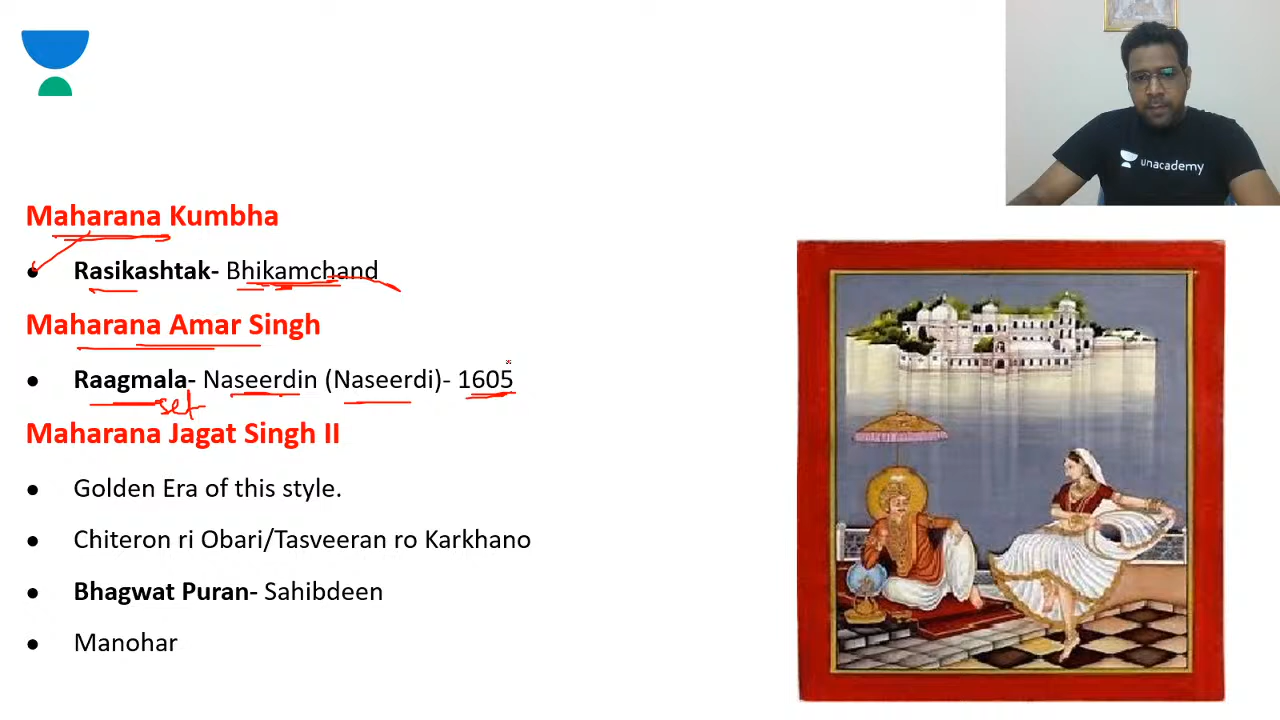 unacademy
Maharana Kumbha
● Rasikashtak- Bhikamchand
Maharana Amar Singh
● Raagmala- Naseerdin (Naseerdi)- 1605
set
Maharana Jagat Singh II
● Golden Era of this style.
● Chiteron ri Obari/Tasveeran ro Karkhano
● Bhagwat Puran- Sahibdeen
● Manohar